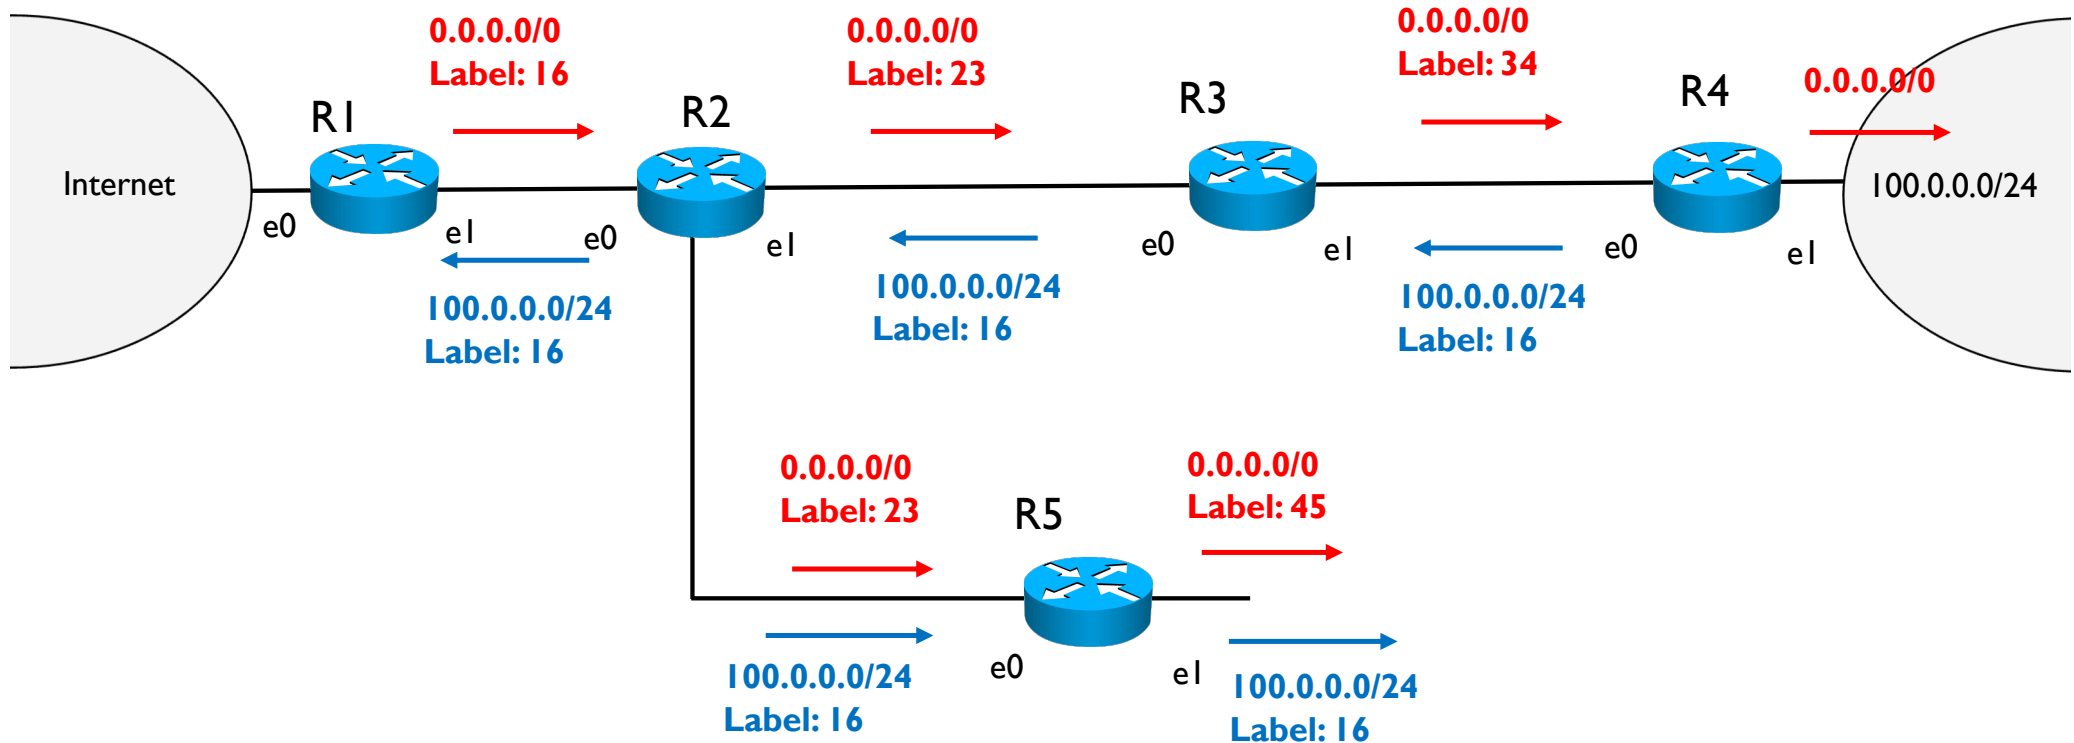 0.0.0.0/0
Label: 16
0.0.0.0/0
Label: 23
0.0.0.0/0
Label: 34
0.0.0.0/0
R1
R2
R3
R4
Internet
100.0.0.0/24
e0
e1
e0
e1
e0
e1
e0
e1
100.0.0.0/24
Label: 16
100.0.0.0/24
Label: 16
100.0.0.0/24
Label: 16
0.0.0.0/0
Label: 23
0.0.0.0/0
Label: 45
R5
e0
e1
100.0.0.0/24
Label: 16
100.0.0.0/24
Label: 16